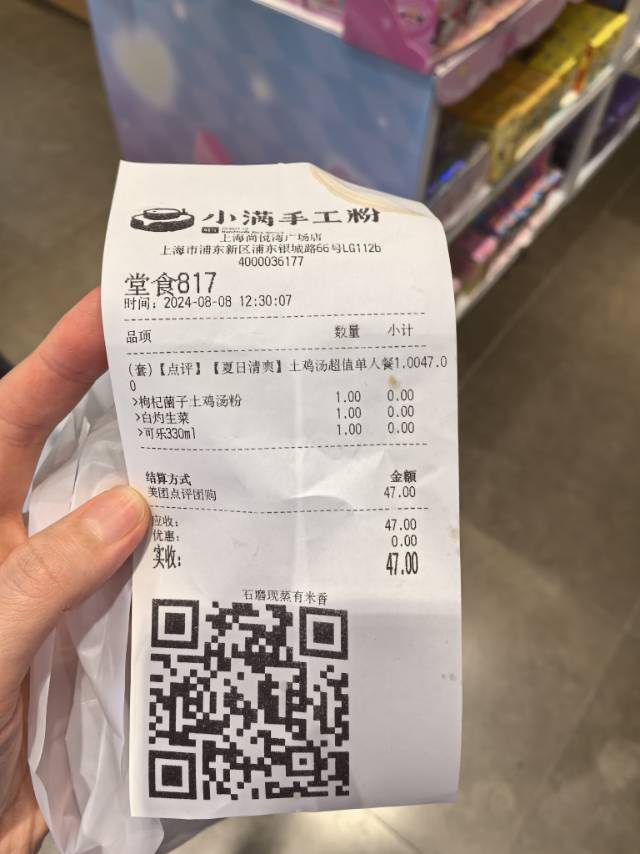 小满手工粉
上海尚悦湾广场店
上海市浦东新区浦东银城路66号LG112b
4000036177
堂食817
时间：2024-08-08 12:30:07
品项 数量 小计
(套)【点评】【夏日清爽】土鸡汤超值单人餐1.0047.0
0
>枸杞菌子土鸡汤粉 1.00 0.00
>白灼生菜 1.00 0.00
>可乐330ml 1.00 0.00
结算方式 金额
美团点评团购 47.00
应收： 47.00
优惠： 0.00
实收： 47.00
石磨现蒸有米香